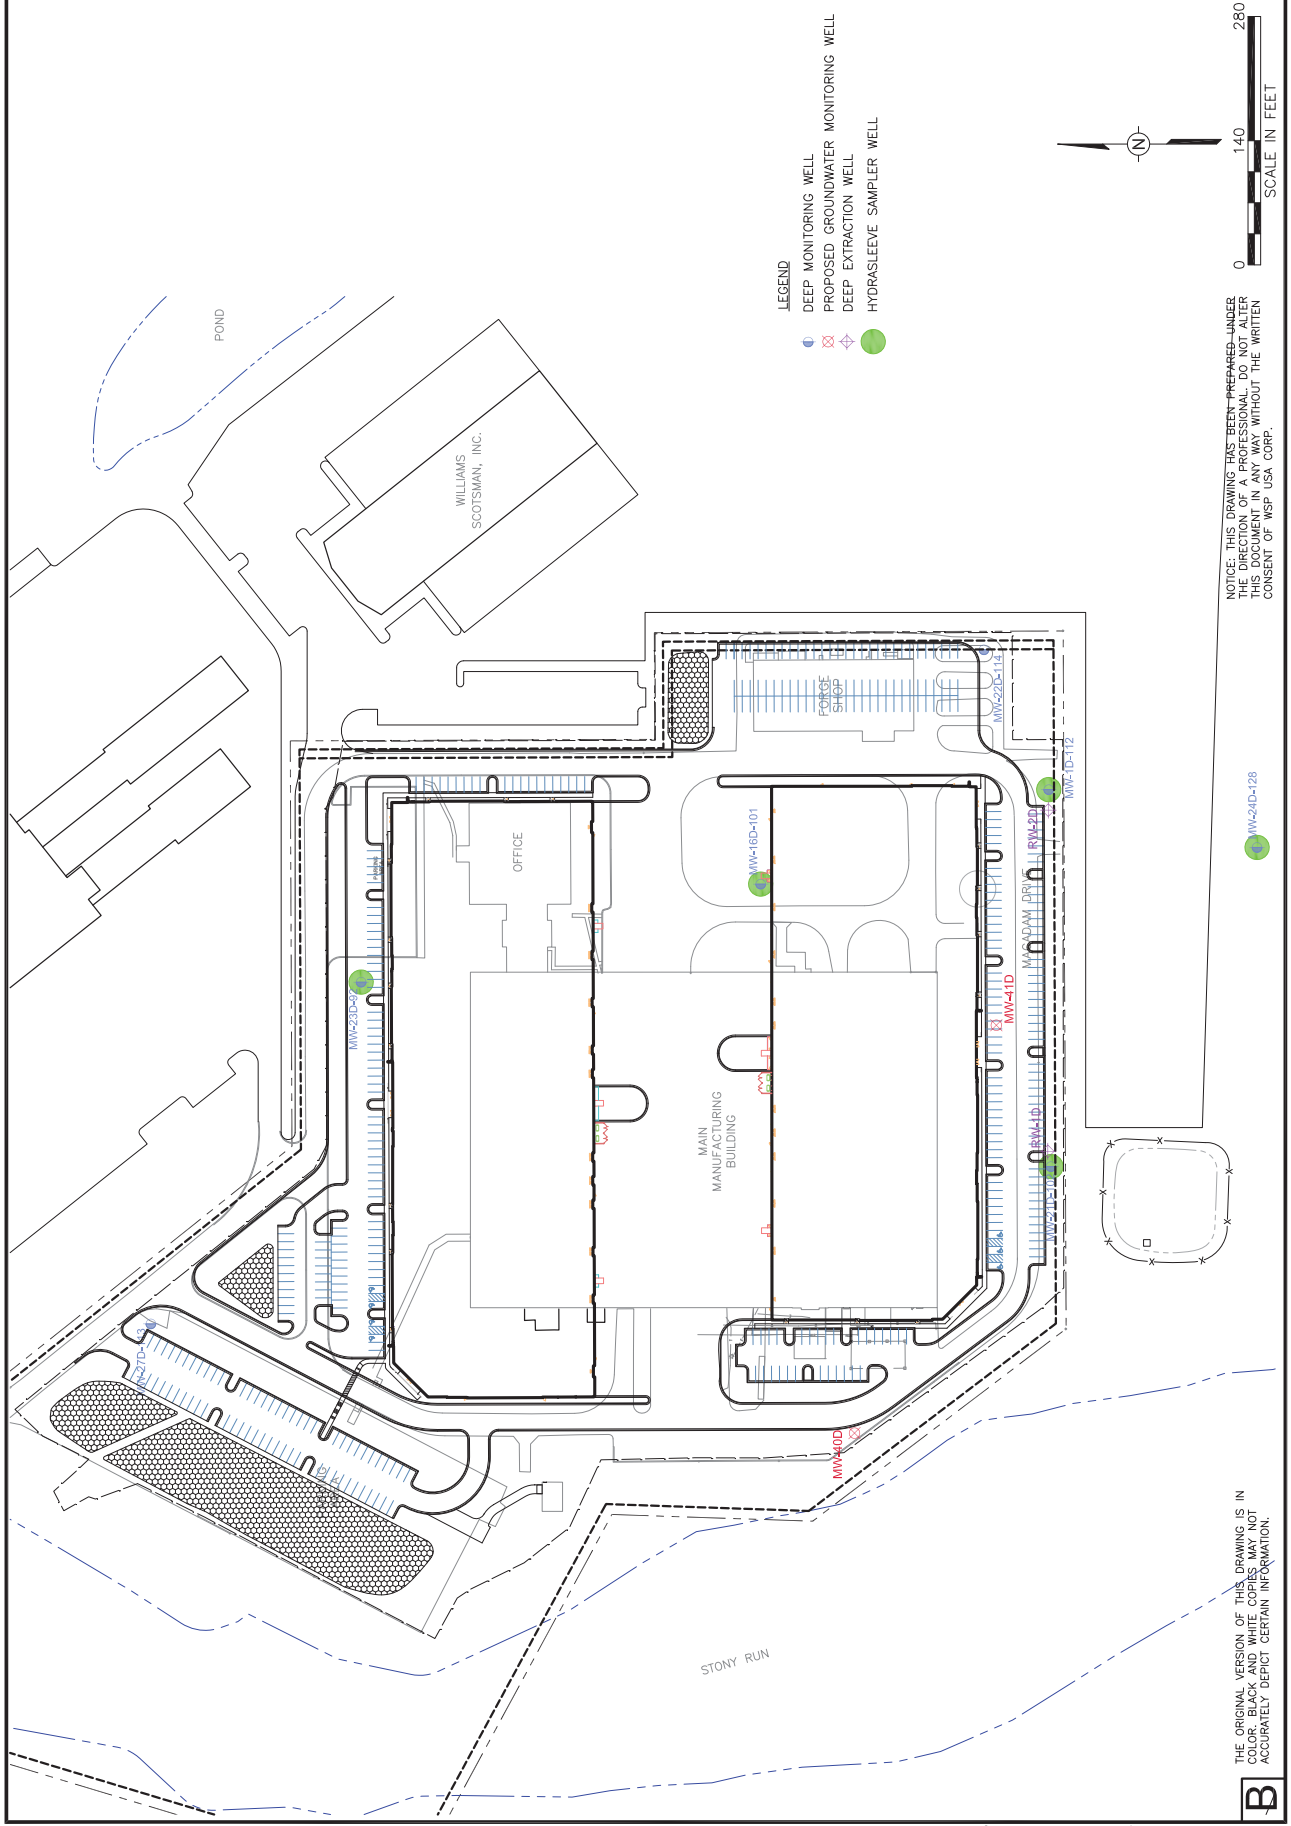 POND
WILLIAMS
SCOTSMAN, INC.
LEGEND
DEEP MONITORING WELL
PROPOSED GROUNDWATER MONITORING WELL
DEEP EXTRACTION WELL
HYDRASLEEVE SAMPLER WELL
N
0
140
280
SCALE IN FEET
NOTICE: THIS DRAWING HAS BEEN PREPARED UNDER
THE DIRECTION OF A PROFESSIONAL. DO NOT ALTER
THIS DOCUMENT IN ANY WAY WITHOUT THE WRITTEN
CONSENT OF WSP USA CORP.
FORGE
SHOP
MW-22D-114
MW-1D-112
RW-2D
MW-24D-128
MW-16D-101
OFFICE
MW-23D-92
MACADAM DRIVE
MW-41D
MAIN
MANUFACTURING
BUILDING
RW-1D
MW-40D
STONY RUN
THE ORIGINAL VERSION OF THIS DRAWING IS IN
COLOR. BLACK AND WHITE COPIES MAY NOT
ACCURATELY DEPICT CERTAIN INFORMATION.
B